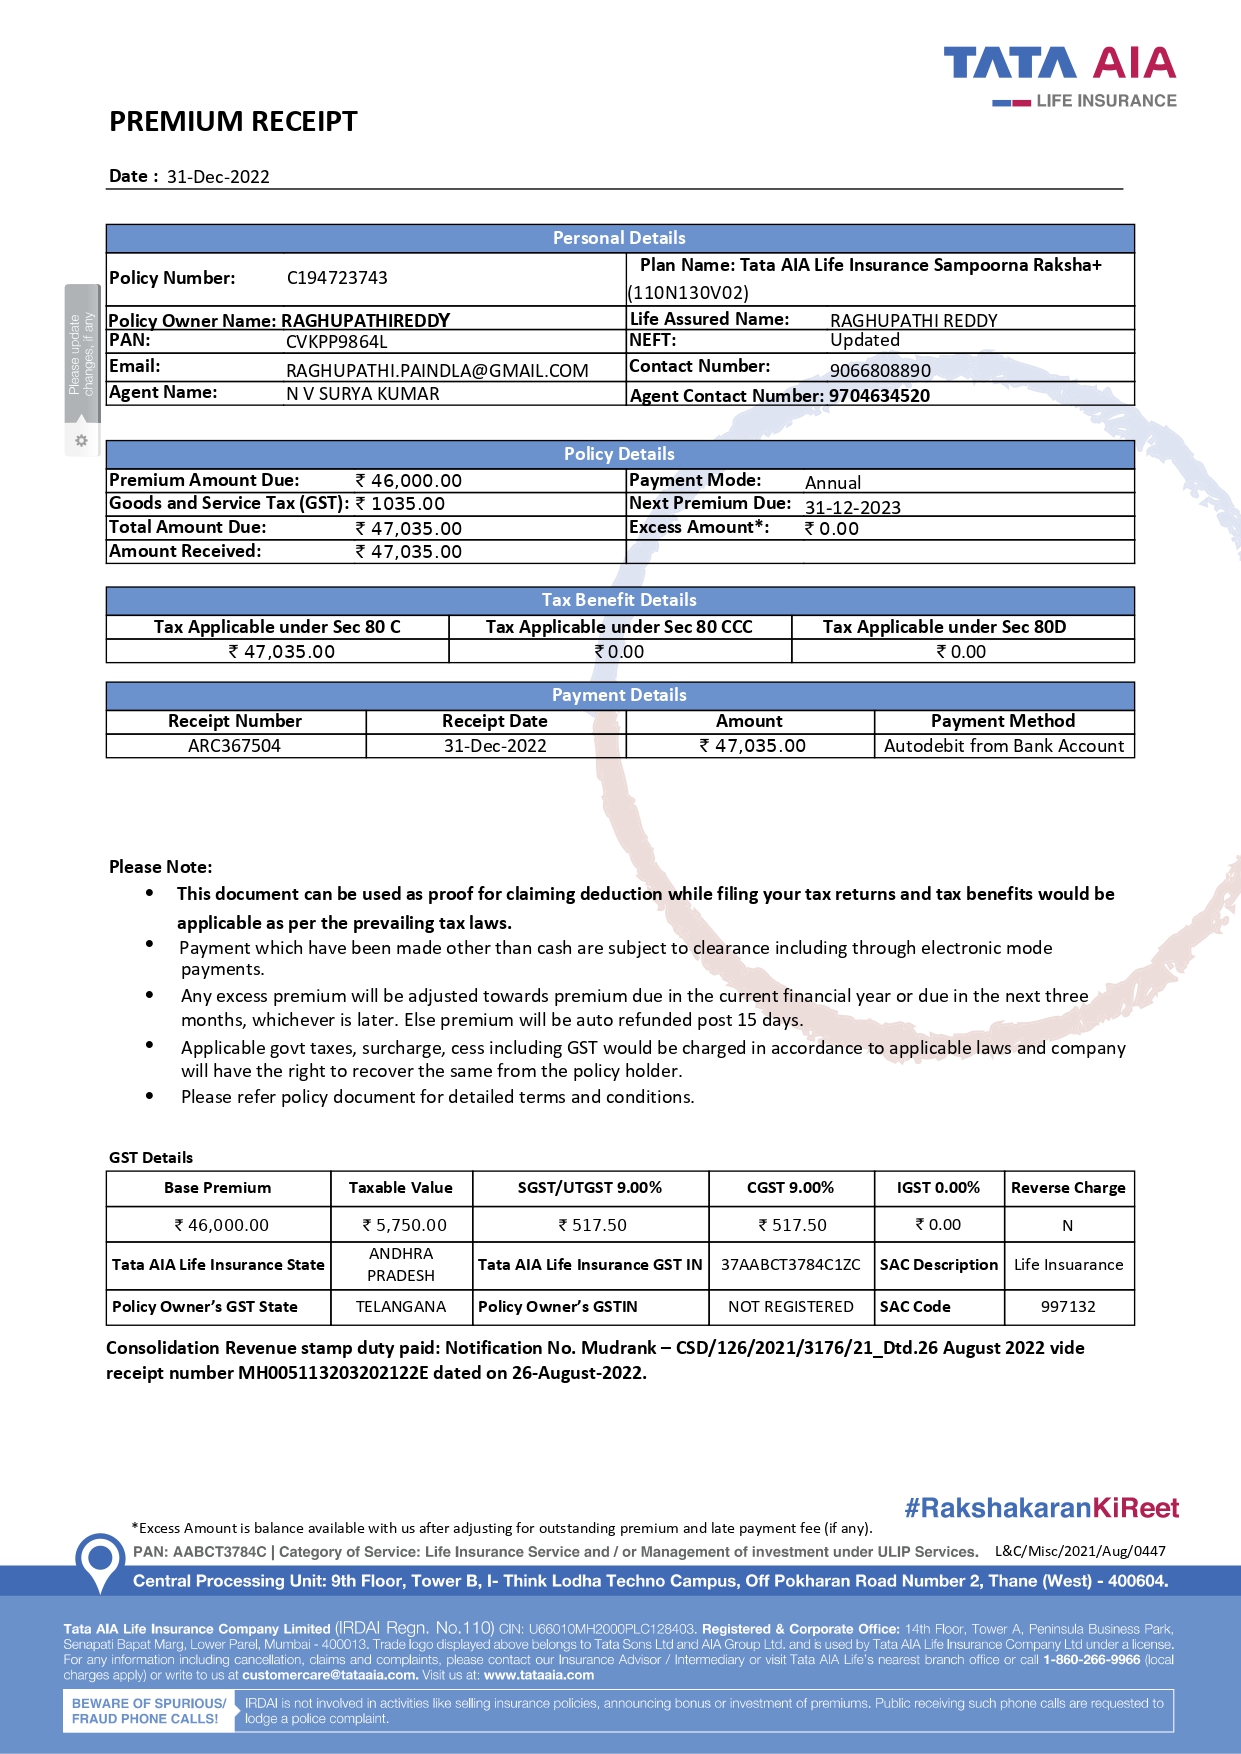 TATA AIA
LIFE INSURANCE
PREMIUM RECEIPT
Date : 31-Dec-2022
Please update
changes, if any
Personal Details
Policy Number: C194723743 Plan Name: Tata AIA Life Insurance Sampoorna Raksha+
(110N130V02)
Policy Owner Name: RAGHUPATHIREDDY Life Assured Name: RAGHUPATHI REDDY
PAN: CVKPP9864L NEFT: Updated
Email: RAGHUPATHI.PAINDLA@GMAIL.COM Contact Number: 9066808890
Agent Name: N V SURYA KUMAR Agent Contact Number: 9704634520
Policy Details
Premium Amount Due: ₹ 46,000.00 Payment Mode: Annual
Goods and Service Tax (GST): ₹ 1035.00 Next Premium Due: 31-12-2023
Total Amount Due: ₹ 47,035.00 Excess Amount*: ₹ 0.00
Amount Received: ₹ 47,035.00
Tax Benefit Details
Tax Applicable under Sec 80 C Tax Applicable under Sec 80 CCC Tax Applicable under Sec 80D
₹ 47,035.00 ₹ 0.00 ₹ 0.00
Payment Details
Receipt Number Receipt Date Amount Payment Method
ARC367504 31-Dec-2022 ₹ 47,035.00 Autodebit from Bank Account
Please Note:
• This document can be used as proof for claiming deduction while filing your tax returns and tax benefits would be
applicable as per the prevailing tax laws.
• Payment which have been made other than cash are subject to clearance including through electronic mode
payments.
• Any excess premium will be adjusted towards premium due in the current financial year or due in the next three
months, whichever is later. Else premium will be auto refunded post 15 days.
• Applicable govt taxes, surcharge, cess including GST would be charged in accordance to applicable laws and company
will have the right to recover the same from the policy holder.
• Please refer policy document for detailed terms and conditions.
GST Details
Base Premium Taxable Value SGST/UTGST 9.00% CGST 9.00% IGST 0.00% Reverse Charge
₹ 46,000.00 ₹ 5,750.00 ₹ 517.50 ₹ 517.50 ₹ 0.00 N
Tata AIA Life Insurance State ANDHRA PRADESH Tata AIA Life Insurance GST IN 37AABCT3784C1ZC SAC Description Life Insuarance
Policy Owner’s GST State TELANGANA Policy Owner’s GSTIN NOT REGISTERED SAC Code 997132
Consolidation Revenue stamp duty paid: Notification No. Mudrank – CSD/126/2021/3176/21_Dtd.26 August 2022 vide
receipt number MH005113203202122E dated on 26-August-2022.
#RakshakaranKiReet
*Excess Amount is balance available with us after adjusting for outstanding premium and late payment fee (if any).
PAN: AABCT3784C | Category of Service: Life Insurance Service and / or Management of investment under ULIP Services. L&C/Misc/2021/Aug/0447
Central Processing Unit: 9th Floor, Tower B, I- Think Lodha Techno Campus, Off Pokharan Road Number 2, Thane (West) - 400604.
Tata AIA Life Insurance Company Limited (IRDAI Regn. No.110) CIN: U66010MH2000PLC128403. Registered & Corporate Office: 14th Floor, Tower A, Peninsula Business Park,
Senapati Bapat Marg, Lower Parel, Mumbai - 400013. Trade logo displayed above belongs to Tata Sons Ltd and AIA Group Ltd. and is used by Tata AIA Life Insurance Company Ltd under a license.
For any information including cancellation, claims and complaints, please contact our Insurance Advisor / Intermediary or visit Tata AIA Life’s nearest branch office or call 1-860-266-9966 (local
charges apply) or write to us at customercare@tataaia.com. Visit us at: www.tataaia.com
BEWARE OF SPURIOUS/
FRAUD PHONE CALLS!
IRDAI is not involved in activities like selling insurance policies, announcing bonus or investment of premiums. Public receiving such phone calls are requested to
lodge a police complaint.